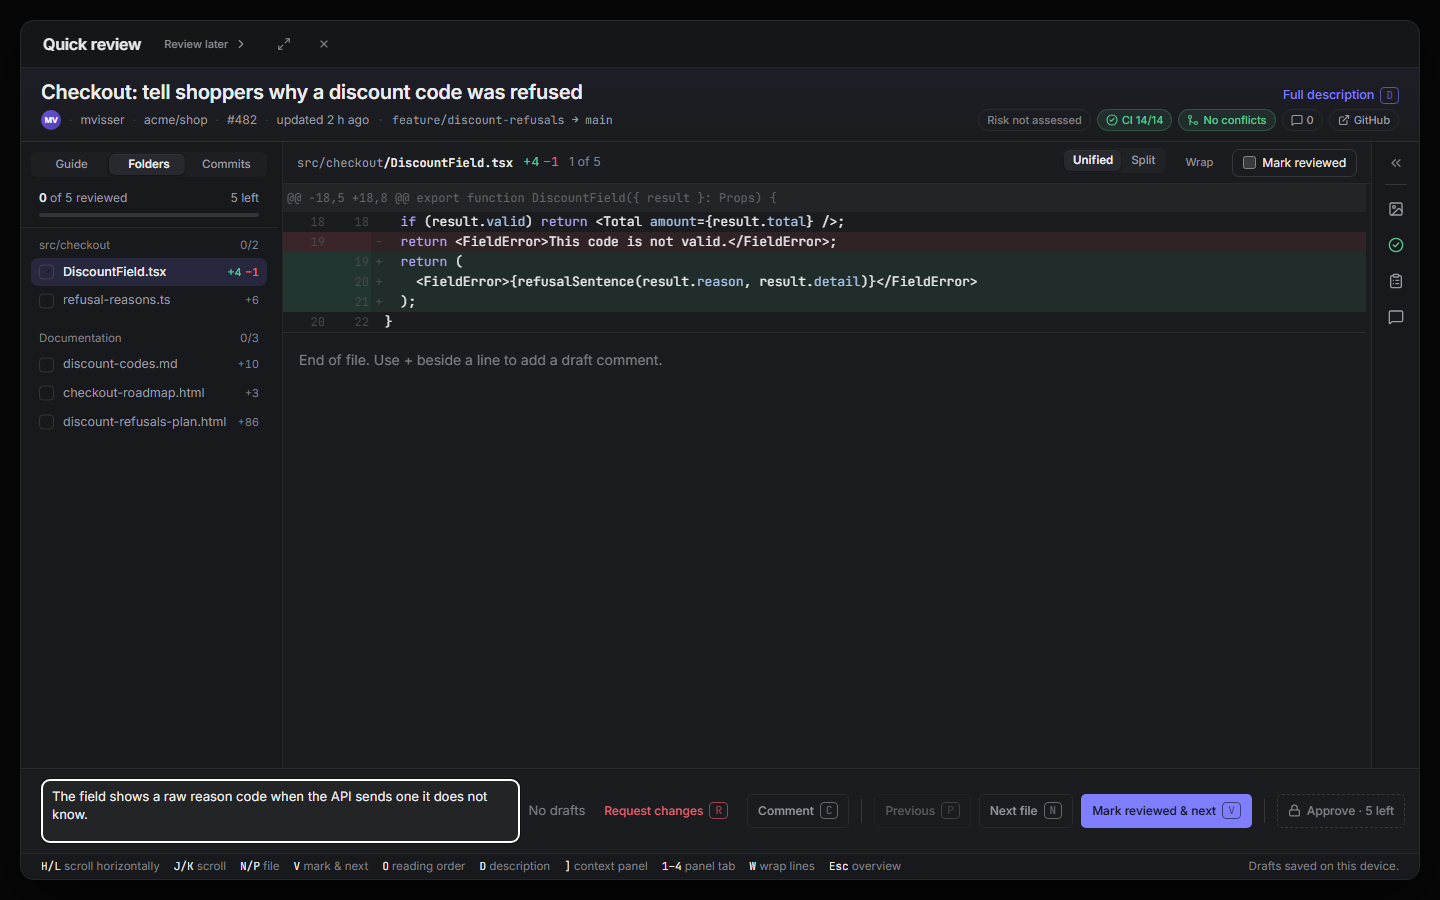 Quick review Review later
Checkout: tell shoppers why a discount code was refused
Full description D
MV · mvisser · acme/shop · #482 · updated 2 h ago · feature/discount-refusals → main
Risk not assessed CI 14/14 No conflicts 0 GitHub
Guide Folders Commits
0 of 5 reviewed 5 left
src/checkout 0/2
DiscountField.tsx +4 −1
refusal-reasons.ts +6
Documentation 0/3
discount-codes.md +10
checkout-roadmap.html +3
discount-refusals-plan.html +86
src/checkout/DiscountField.tsx +4 −1 1 of 5
Unified Split Wrap Mark reviewed
@@ -18,5 +18,8 @@ export function DiscountField({ result }: Props) {
18 18 if (result.valid) return <Total amount={result.total} />;
19 - return <FieldError>This code is not valid.</FieldError>;
19 + return (
20 + <FieldError>{refusalSentence(result.reason, result.detail)}</FieldError>
21 + );
20 22 }
End of file. Use + beside a line to add a draft comment.
The field shows a raw reason code when the API sends one it does not
know.
No drafts Request changes R Comment C Previous P Next file N Mark reviewed & next V Approve · 5 left
H/L scroll horizontally J/K scroll N/P file V mark & next O reading order D description ] context panel 1–4 panel tab W wrap lines Esc overview
Drafts saved on this device.